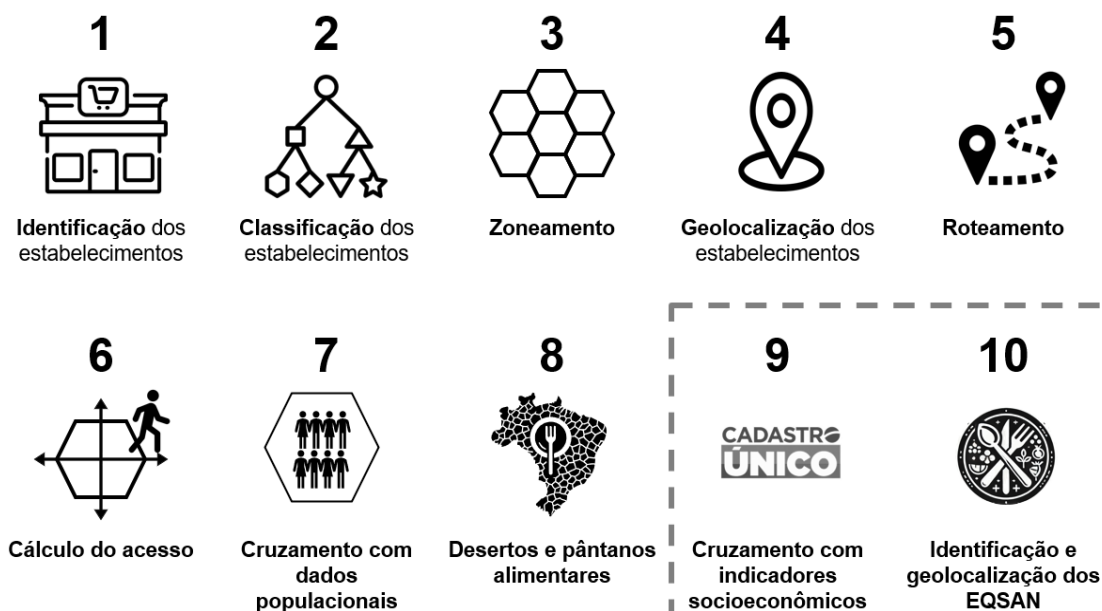 1
2
3
4
5
Identificação dos
estabelecimentos
Classificação dos
estabelecimentos
Zoneamento
Geolocalização dos
estabelecimentos
Roteamento
6
7
8
9
10
CADASTRO
ÚNICO
Cálculo do acesso
Cruzamento com
dados
populacionais
Desertos e pântanos
alimentares
Cruzamento com
indicadores
socioeconômicos
Identificação e
geolocalização dos
EQSAN